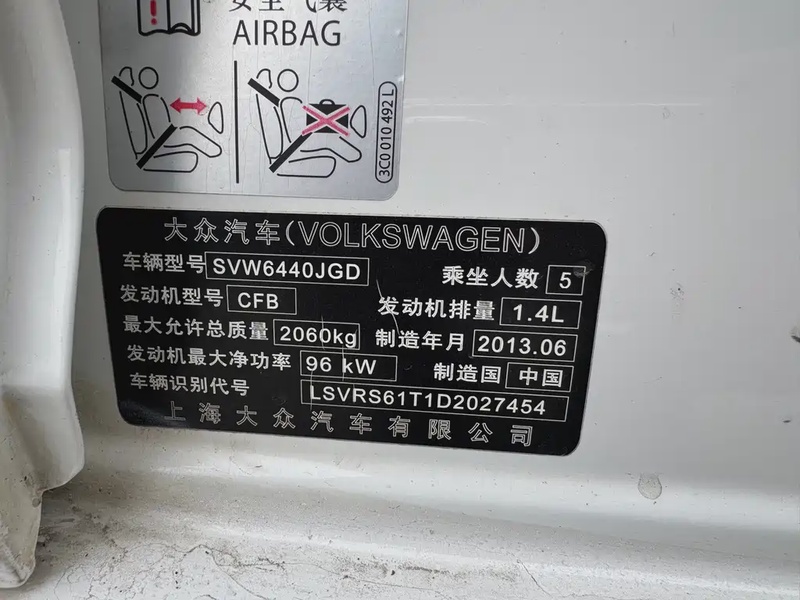 安全气囊
AIRBAG
3C0 010 492 L
大众汽车(VOLKSWAGEN)
车辆型号 SVW6440JGD 乘坐人数 5
发动机型号 CFB 发动机排量 1.4L
最大允许总质量 2060kg 制造年月 2013.06
发动机最大净功率 96 kW 制造国 中国
车辆识别代号 LSVRS61T1D2027454
上海大众汽车有限公司